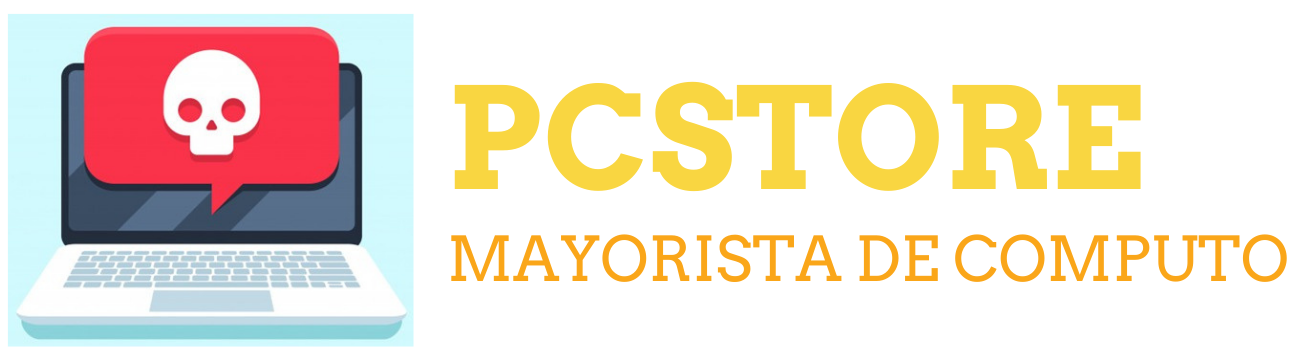 PCSTORE
MAYORISTA DE COMPUTO